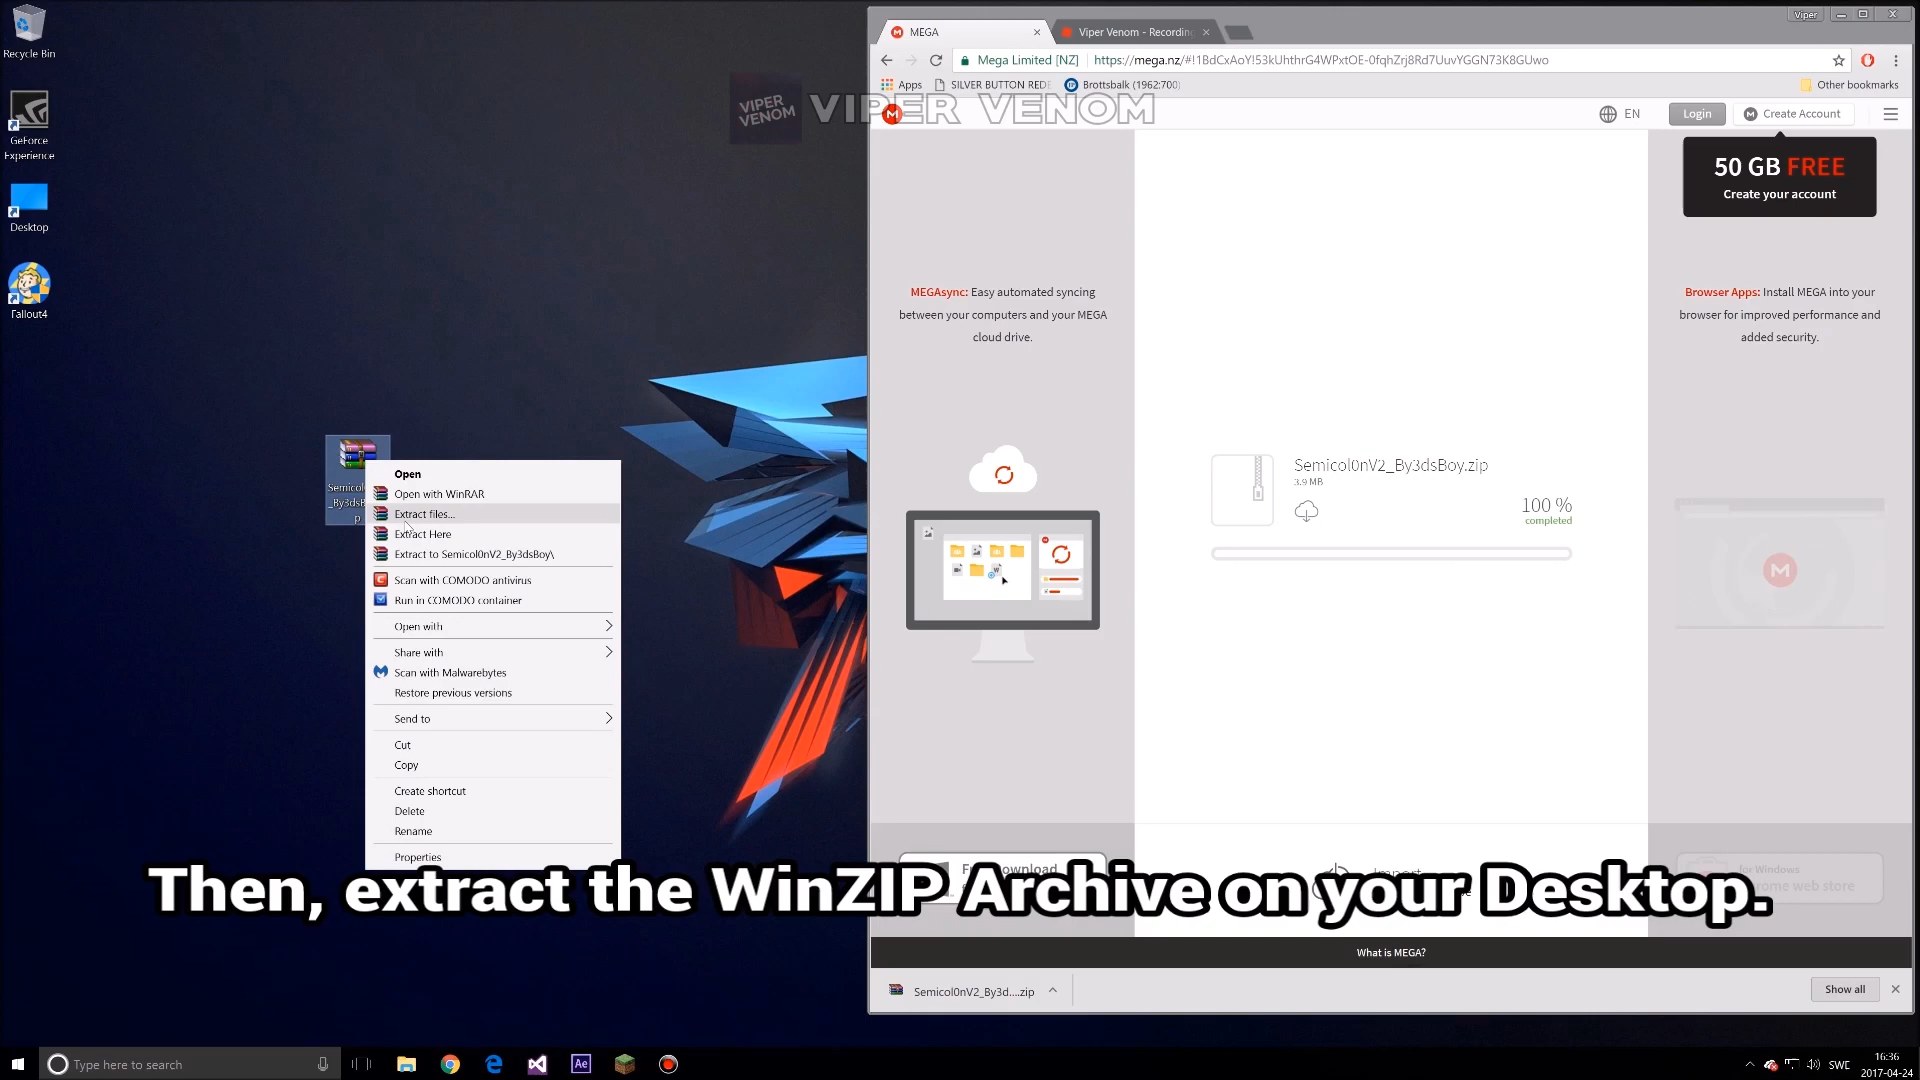 Recycle Bin
GeForce
Experience
Desktop
Fallout4
Semicol
_By3dsB
p
Open
Open with WinRAR
Extract files...
Extract Here
Extract to Semicol0nV2_By3dsBoy\
Scan with COMODO antivirus
Run in COMODO container
Open with
Share with
Scan with Malwarebytes
Restore previous versions
Send to
Cut
Copy
Create shortcut
Delete
Rename
Properties
VIPER
VENOM
VIPER VENOM
Viper
MEGA
Viper Venom - Recordin
Mega Limited [NZ]
https://mega.nz/#!1BdCxAoY!53kUhthrG4WPxtOE-0fqhZrj8Rd7UuvYGGN73K8GUwo
Apps
SILVER BUTTON REDE
Brottsbalk (1962:700)
Other bookmarks
M
EN
Login
Create Account
50 GB FREE
Create your account
MEGAsync: Easy automated syncing
between your computers and your MEGA
cloud drive.
Semicol0nV2_By3dsBoy.zip
3.9 MB
100 %
completed
Browser Apps: Install MEGA into your
browser for improved performance and
added security.
M
for Windows
Then, extract the WinZIP Archive on your Desktop.
What is MEGA?
Semicol0nV2_By3d....zip
Show all
Type here to search
Ae
SWE
16:36
2017-04-24